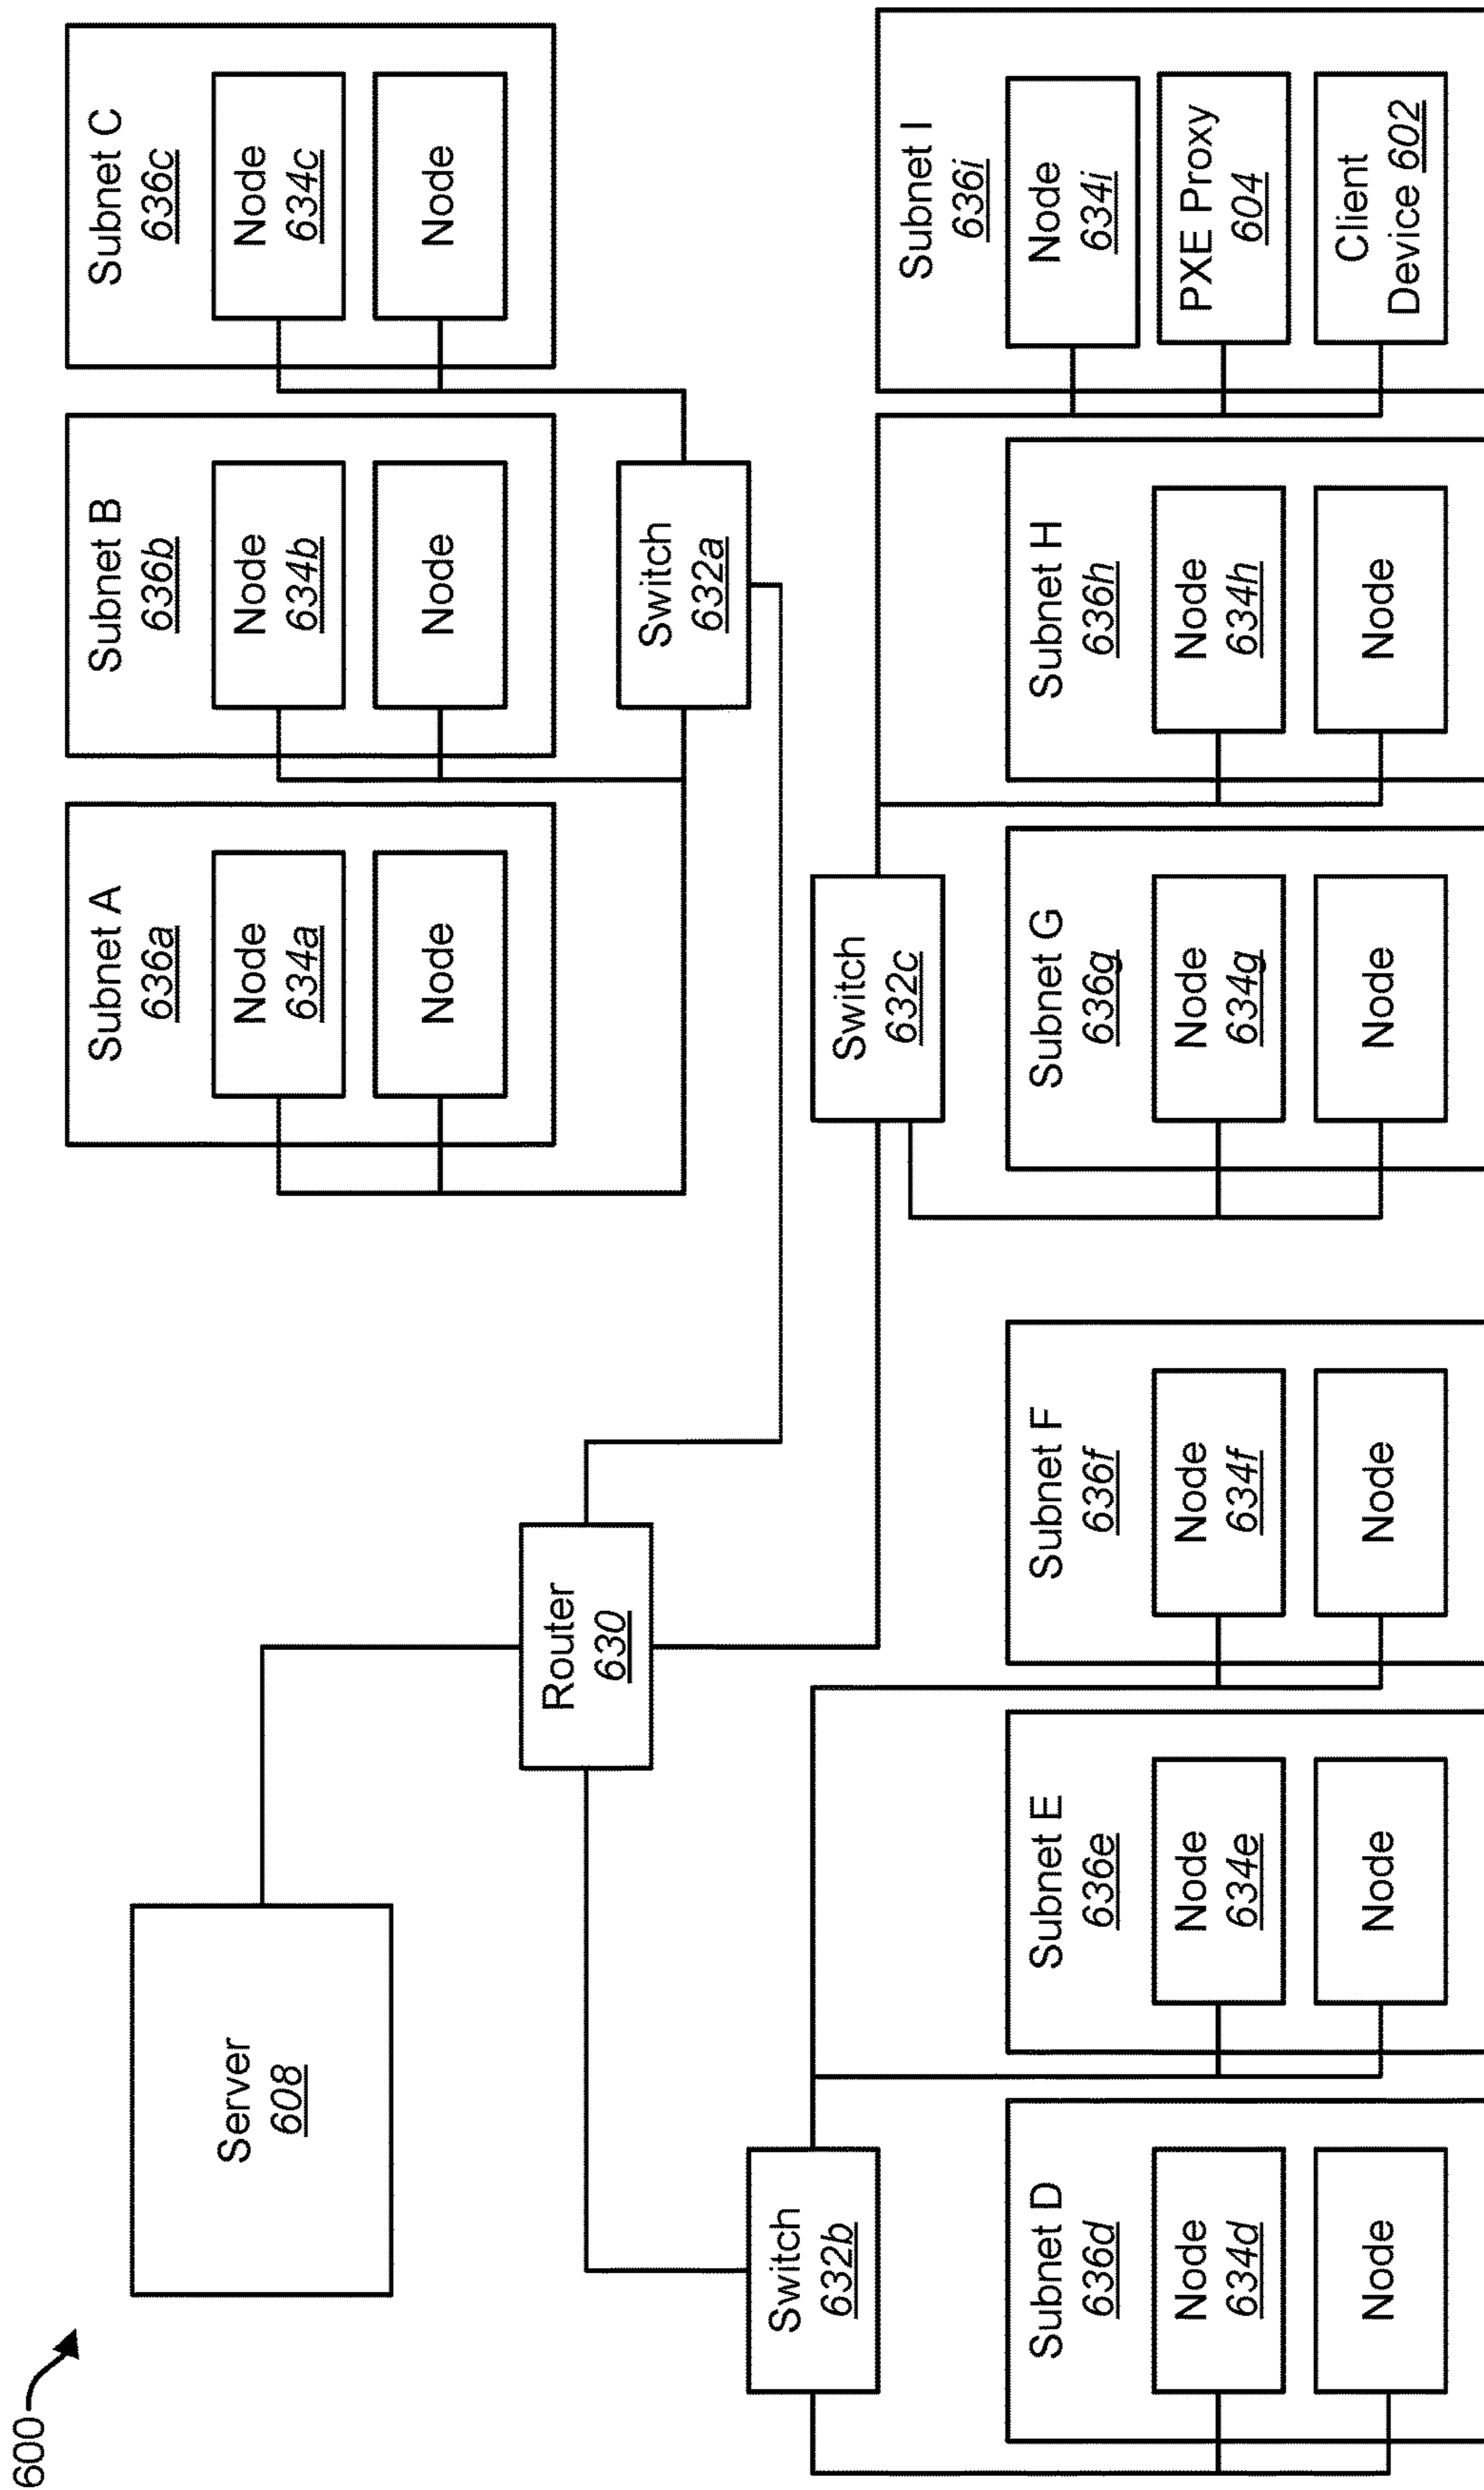 600
Server
608
Router
630
Subnet A
636a
Node
634a
Node
Subnet B
636b
Node
634b
Node
Subnet C
636c
Node
634c
Node
Switch
632a
Switch
632b
Switch
632c
Subnet D
636d
Node
634d
Node
Subnet E
636e
Node
634e
Node
Subnet F
636f
Node
634f
Node
Subnet G
636g
Node
634g
Node
Subnet H
636h
Node
634h
Node
Subnet I
636i
Node
634i
PXE Proxy
604
Client
Device 602